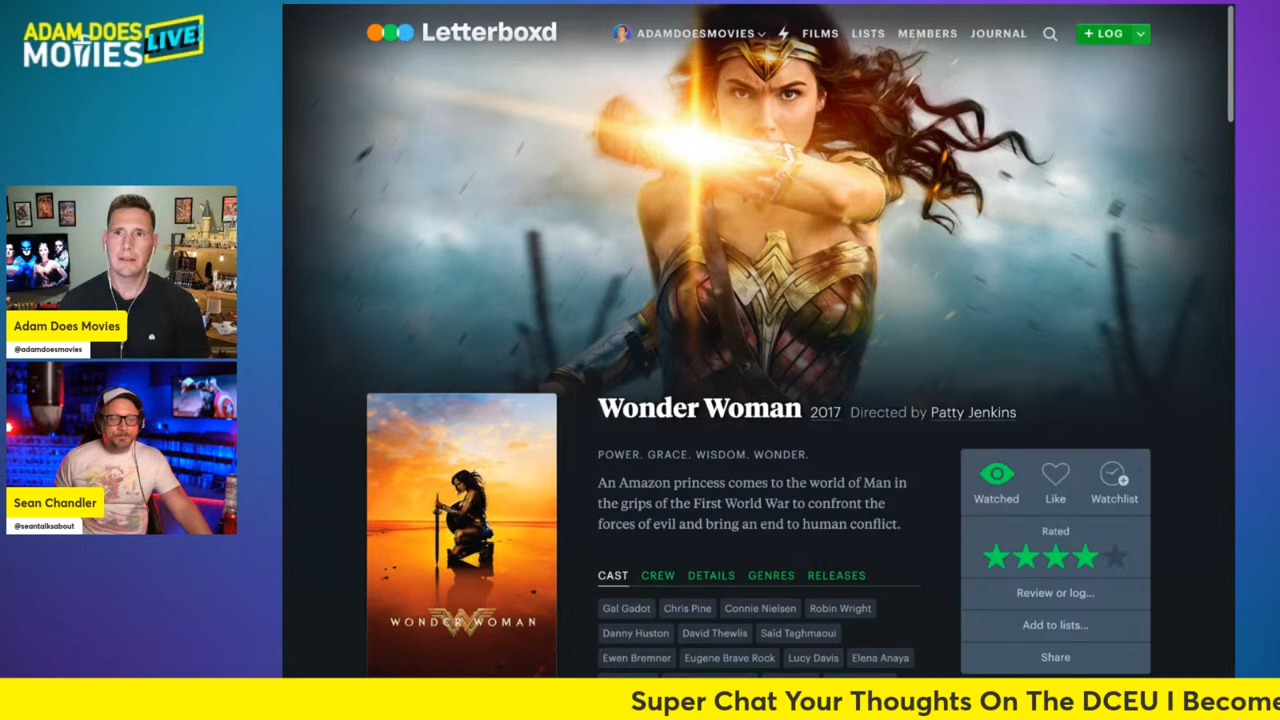 ADAM DOES
MOVIES
LIVE!
Letterboxd
ADAMDOESMOVIES FILMS LISTS MEMBERS JOURNAL + LOG
Adam Does Movies
@adamdoesmovies
Sean Chandler
@seantalksabout
WONDER WOMAN
Wonder Woman 2017 Directed by Patty Jenkins
POWER. GRACE. WISDOM. WONDER.
An Amazon princess comes to the world of Man in
the grips of the First World War to confront the
forces of evil and bring an end to human conflict.
CAST CREW DETAILS GENRES RELEASES
Gal Gadot Chris Pine Connie Nielsen Robin Wright
Danny Huston David Thewlis Saïd Taghmaoui
Ewen Bremner Eugene Brave Rock Lucy Davis Elena Anaya
Watched Like Watchlist
Rated
Review or log...
Add to lists...
Share
Super Chat Your Thoughts On The DCEU I Become